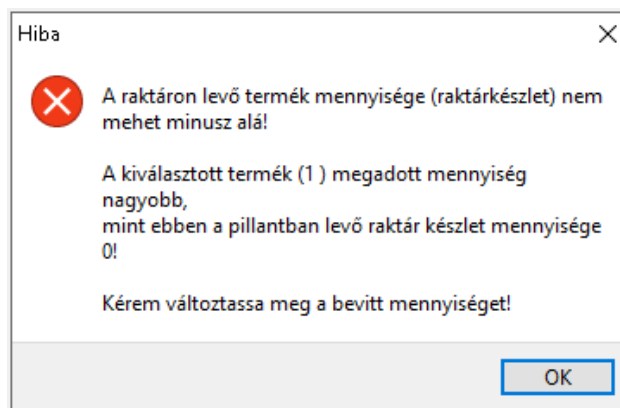 Hiba
A raktáron levő termék mennyisége (raktárkészlet) nem
mehet minusz alá!
A kiválasztott termék (1 ) megadott mennyiség
nagyobb,
mint ebben a pillantban levő raktár készlet mennyisége
0!
Kérem változtassa meg a bevitt mennyiséget!
OK